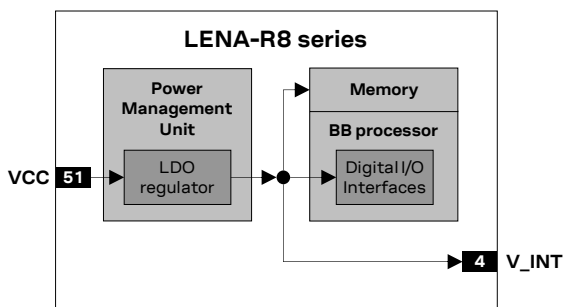 LENA-R8 series
Power
Management
Unit
Memory
BB processor
LDO
regulator
Digital I/O
Interfaces
VCC 51
4 V_INT